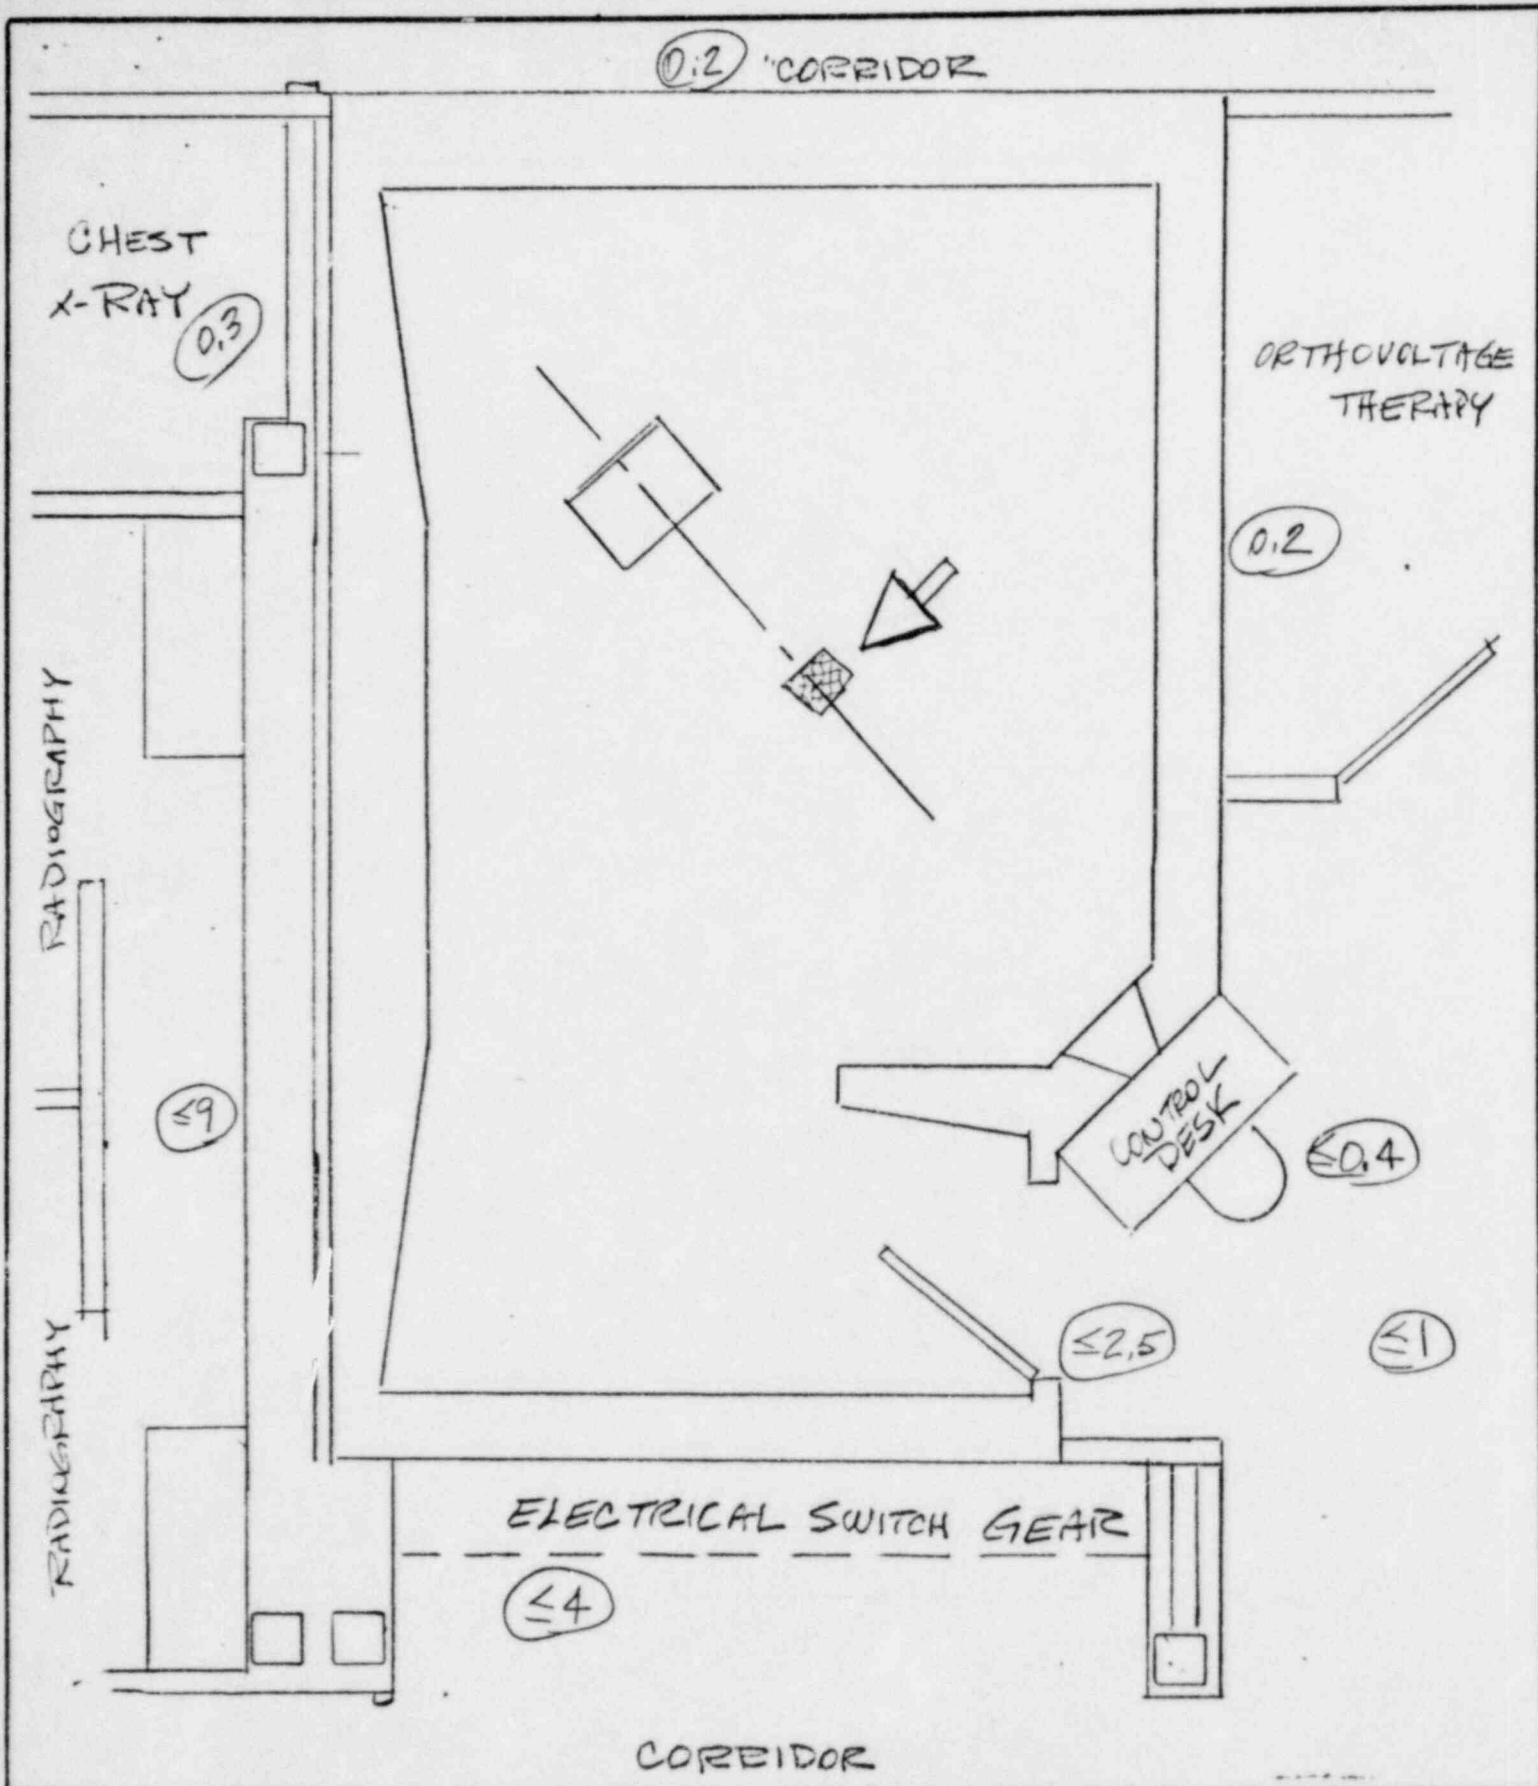 0.2 "CORRIDOR
CHEST
X-RAY
0.3
ORTHOVOLTAGE
THERAPY
0.2
RADIOGRAPHY
≤9
CONTROL
DESK
≤0.4
≤2.5
≤1
RADIOGRAPHY
ELECTRICAL SWITCH GEAR
≤4
CORRIDOR